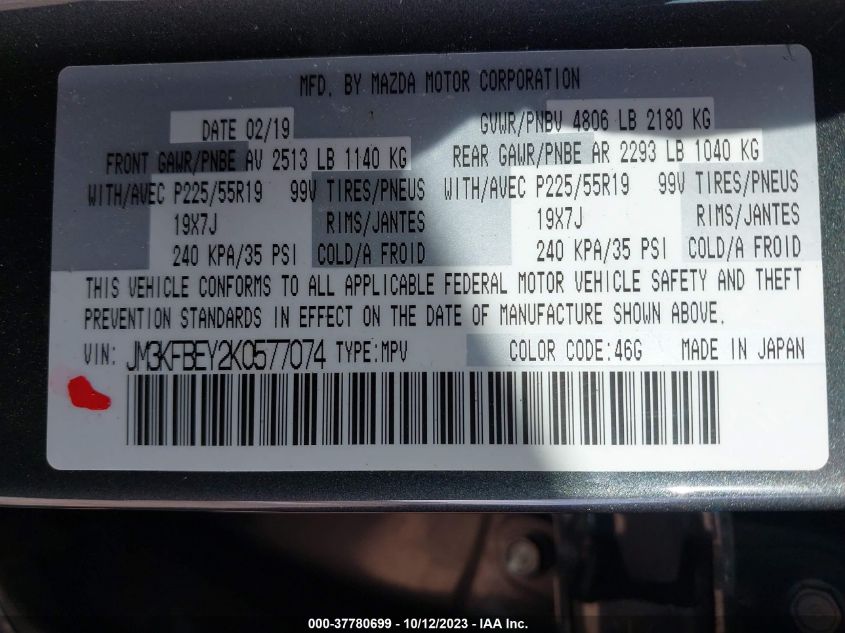 MFD. BY MAZDA MOTOR CORPORATION
DATE 02/19 GVWR/PNBV 4806 LB 2180 KG
FRONT GAWR/PNBE AV 2513 LB 1140 KG REAR GAWR/PNBE AR 2293 LB 1040 KG
WITH/AVEC P225/55R19 99V TIRES/PNEUS WITH/AVEC P225/55R19 99V TIRES/PNEUS
19X7J RIMS/JANTES 19X7J RIMS/JANTES
240 KPA/35 PSI COLD/A FROID 240 KPA/35 PSI COLD/A FROID
THIS VEHICLE CONFORMS TO ALL APPLICABLE FEDERAL MOTOR VEHICLE SAFETY AND THEFT
PREVENTION STANDARDS IN EFFECT ON THE DATE OF MANUFACTURE SHOWN ABOVE.
VIN: JM3KFBEY2K0577074 TYPE:MPV COLOR CODE:46G MADE IN JAPAN
000-37780699 - 10/12/2023 - IAA Inc.